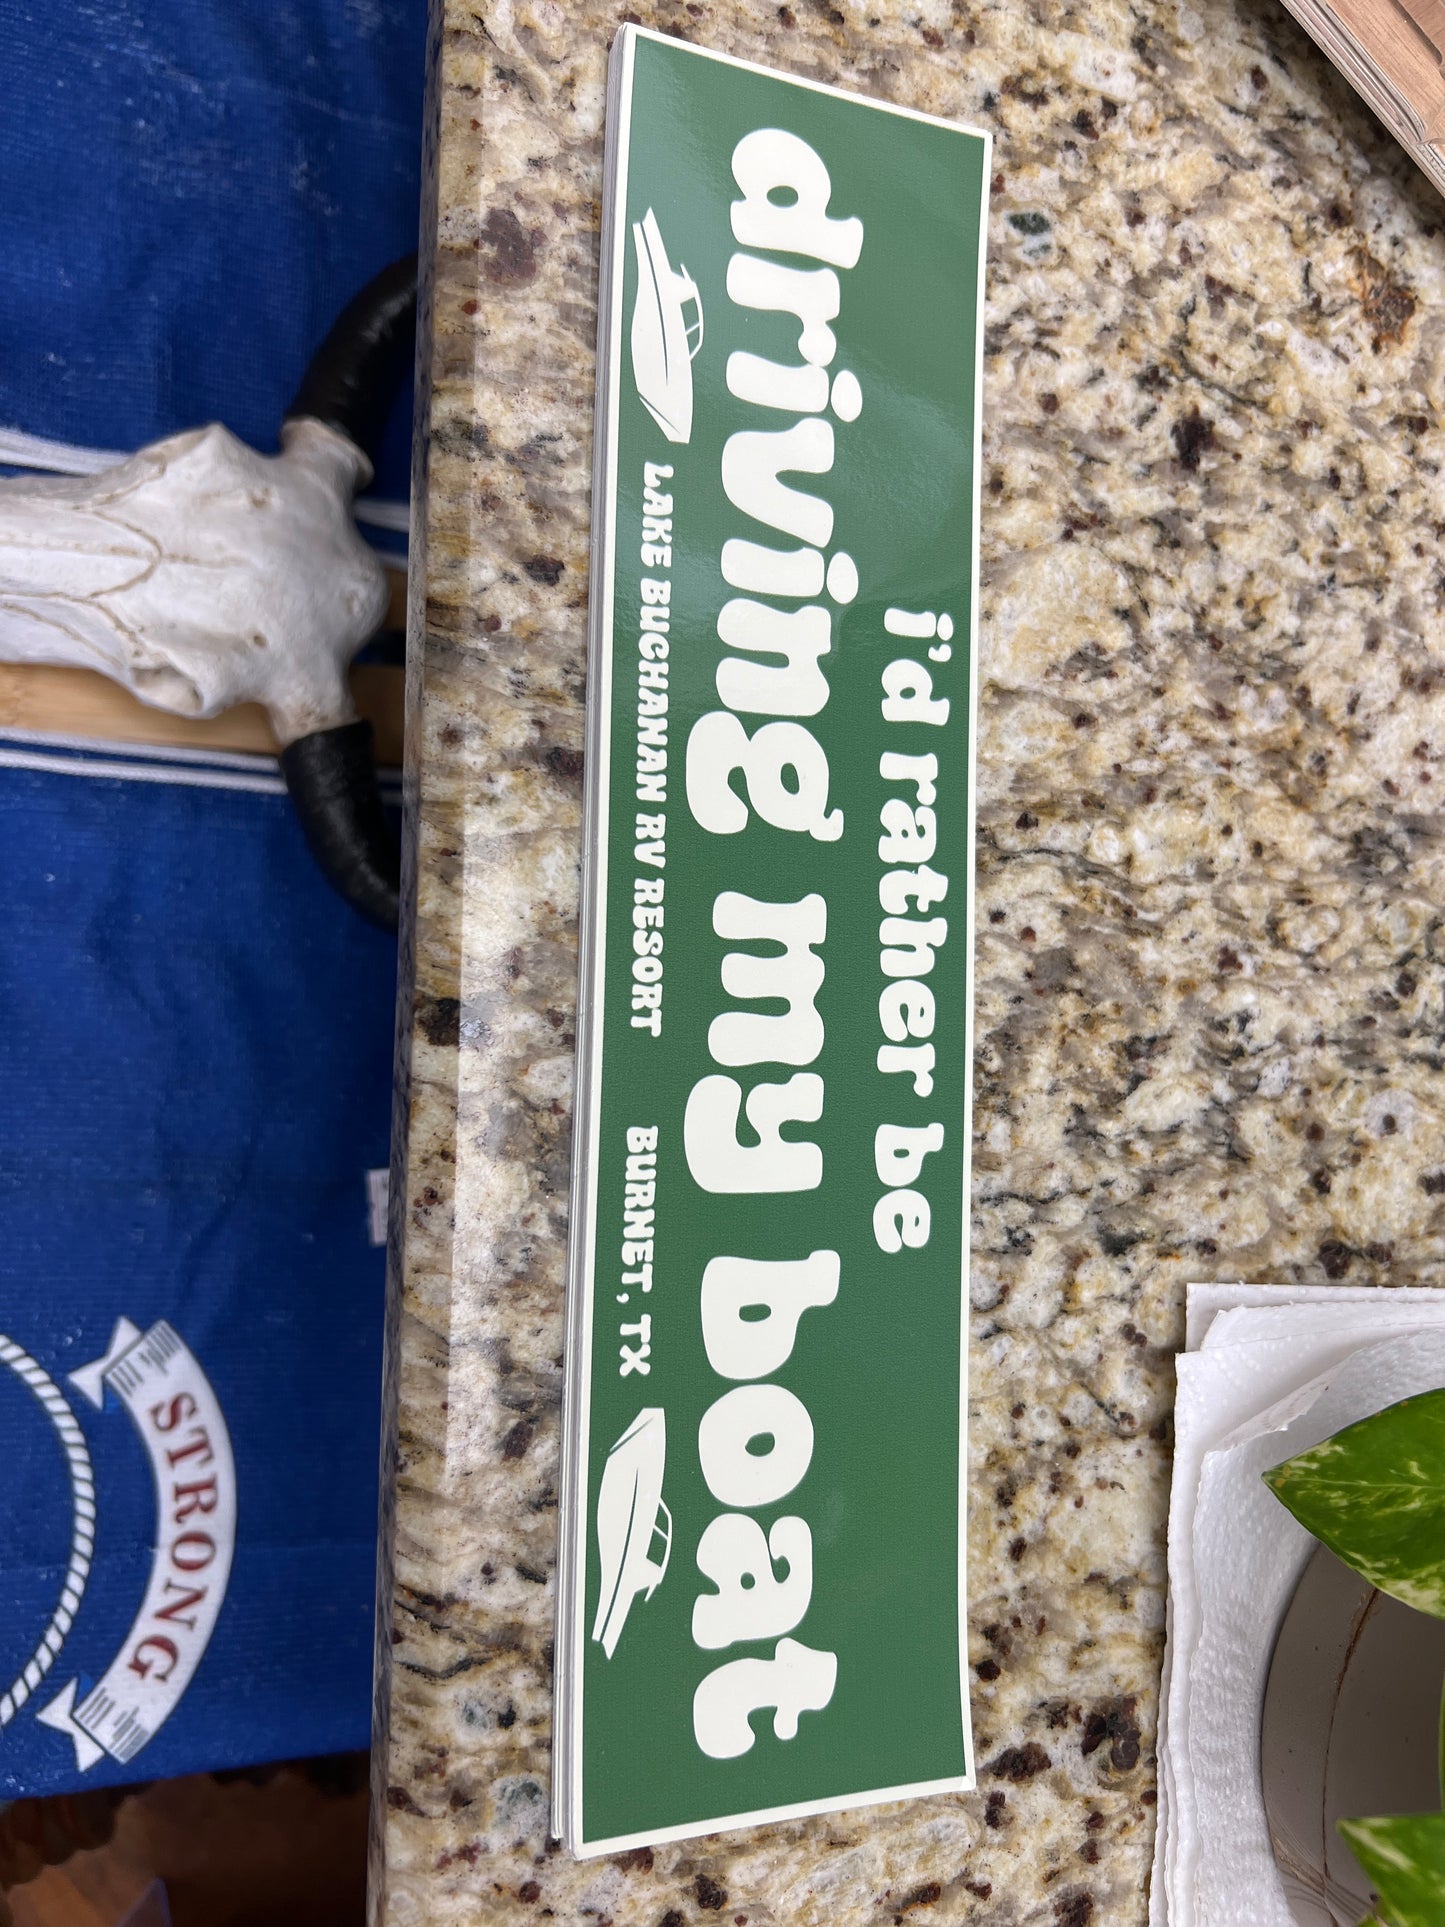 i'd rather be
driving my boat
LAKE BUCHANAN RV RESORT BURNET, TX
STRONG